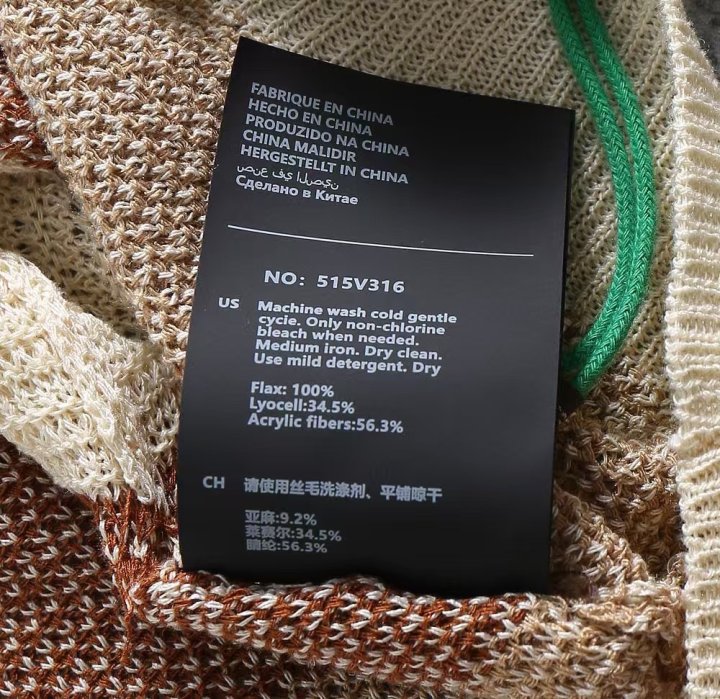 FABRIQUE EN CHINA
HECHO EN CHINA
PRODUZIDO NA CHINA
CHINA MALIDIR
HERGESTELLT IN CHINA
صنع في الصين
Сделано в Китае
NO: 515V316
US Machine wash cold gentle
cycie. Only non-chlorine
bleach when needed.
Medium iron. Dry clean.
Use mild detergent. Dry
Flax: 100%
Lyocell:34.5%
Acrylic fibers:56.3%
CH 请使用丝毛洗涤剂、平铺晾干
亚麻:9.2%
莱赛尔:34.5%
腈纶:56.3%